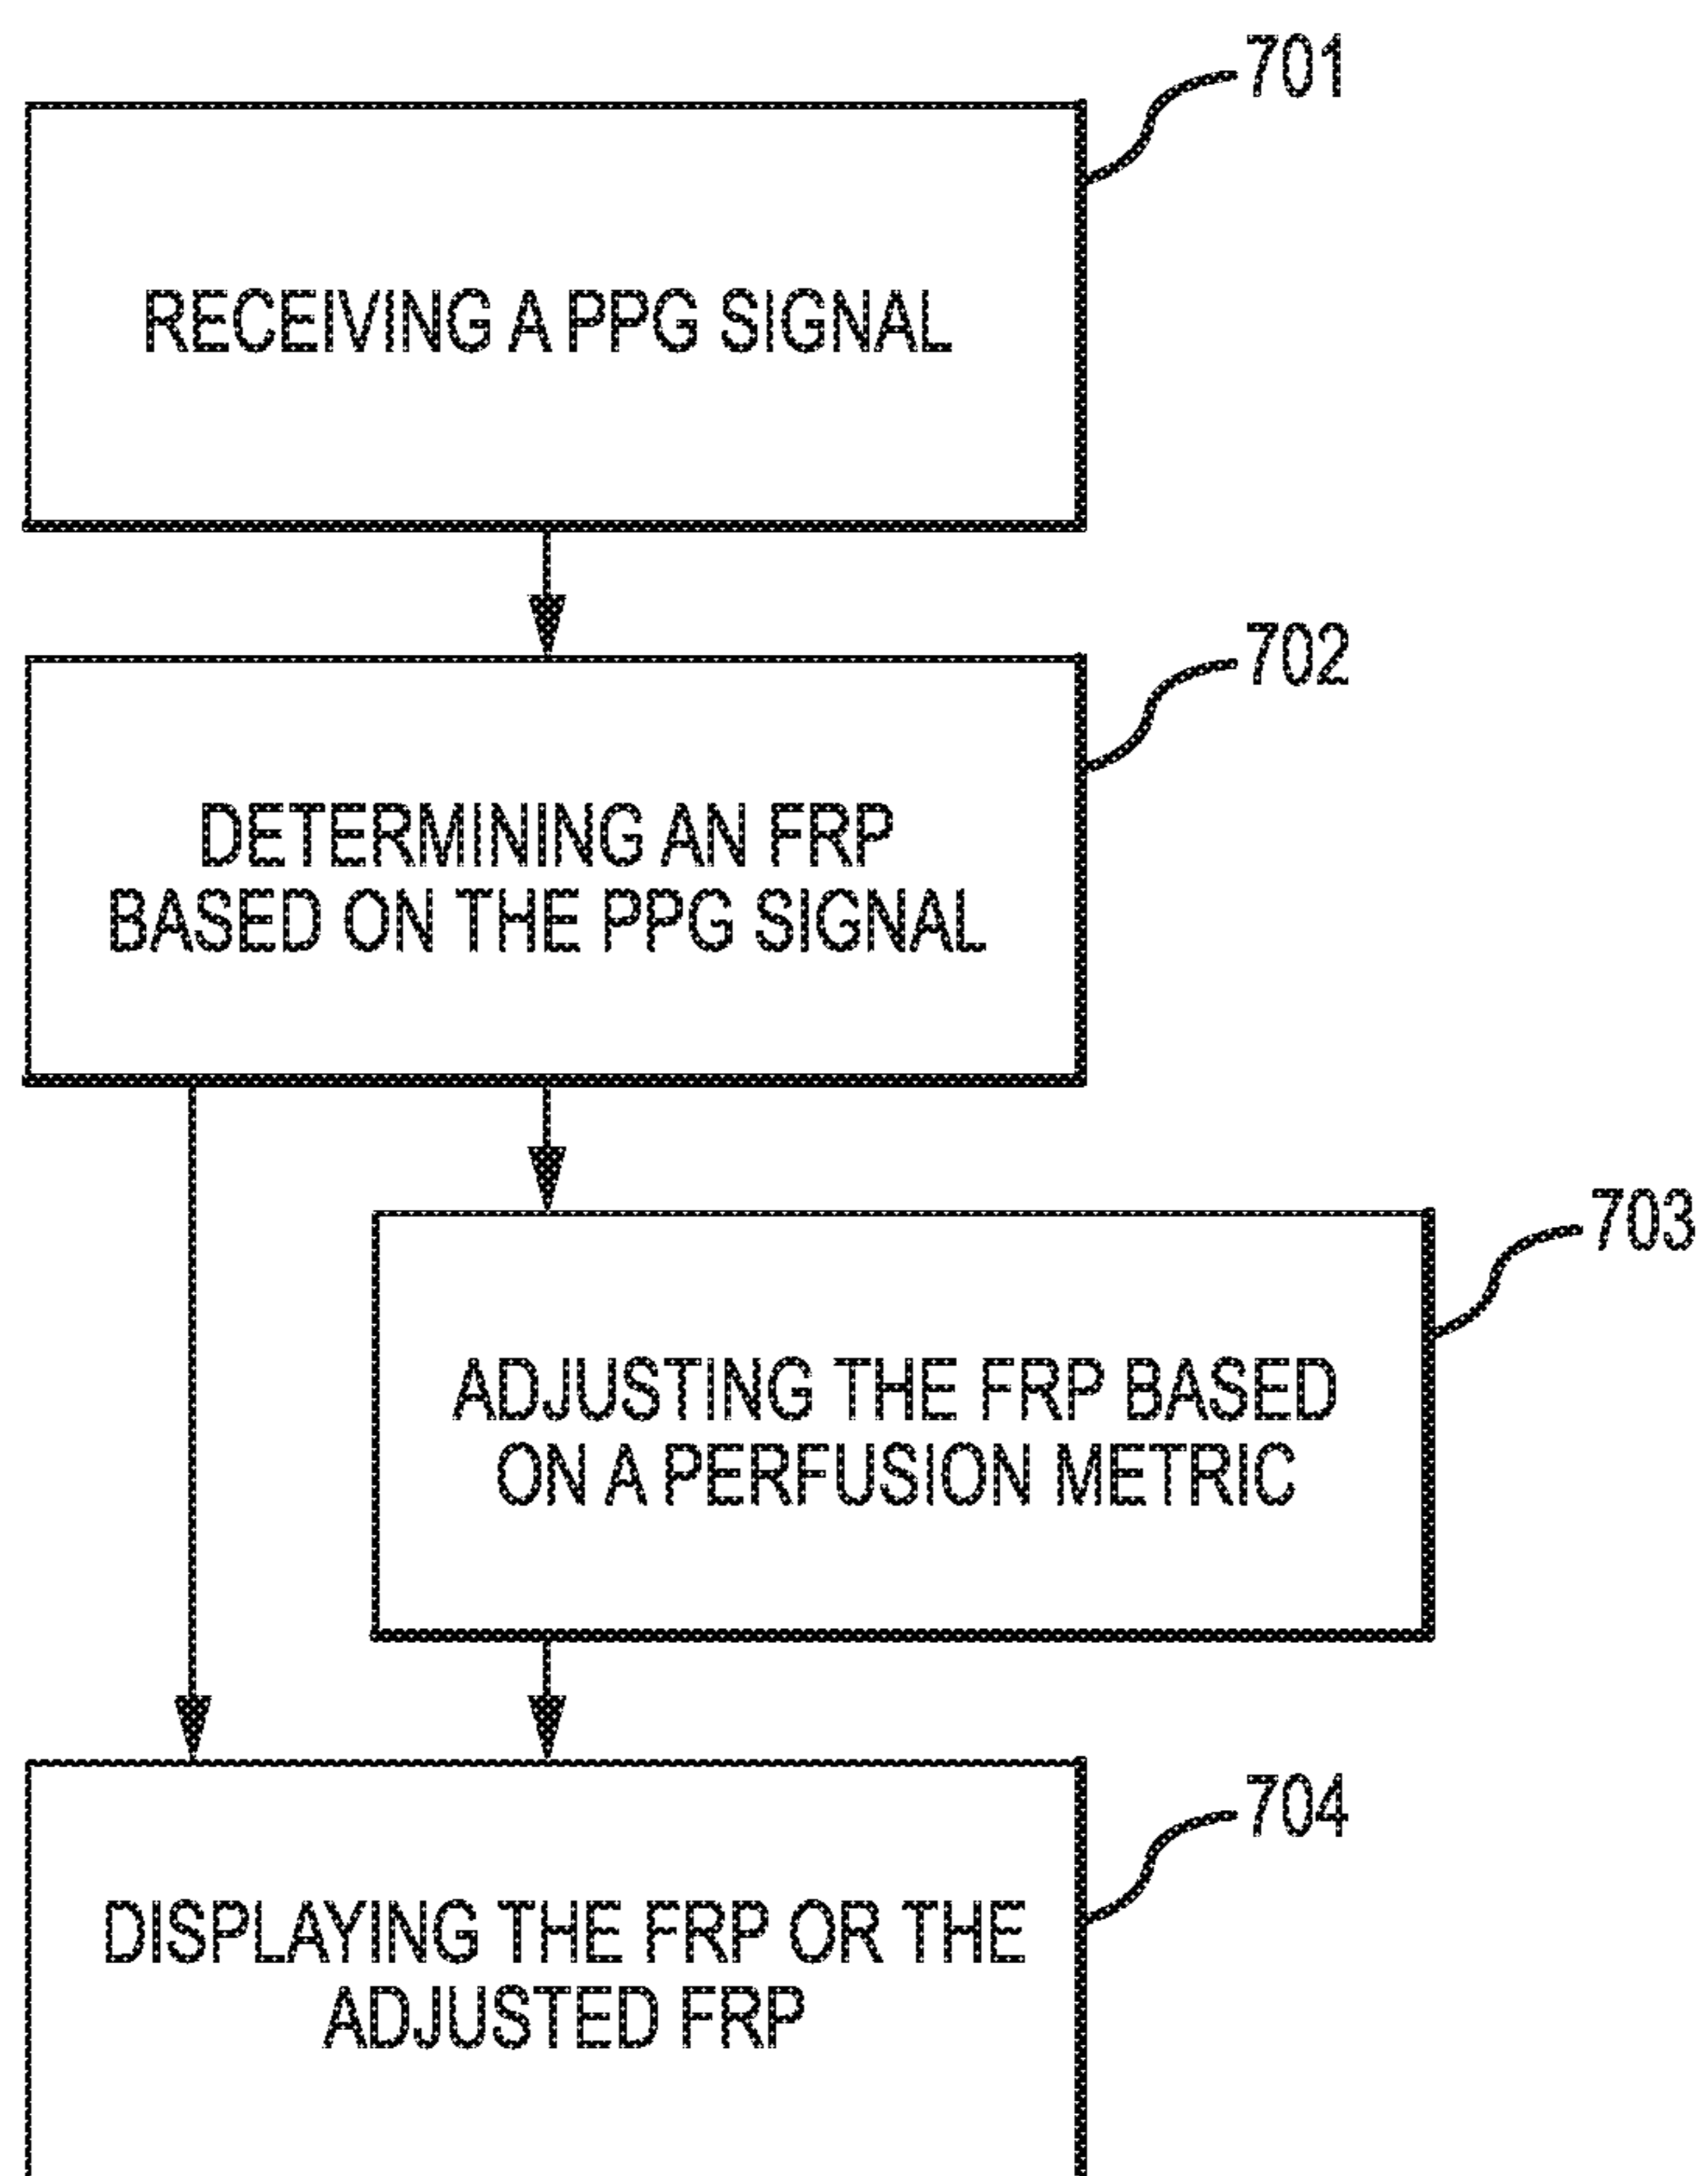 701
RECEIVING A PPG SIGNAL
702
DETERMINING AN FRP
BASED ON THE PPG SIGNAL
703
ADJUSTING THE FRP BASED
ON A PERFUSION METRIC
704
DISPLAYING THE FRP OR THE
ADJUSTED FRP